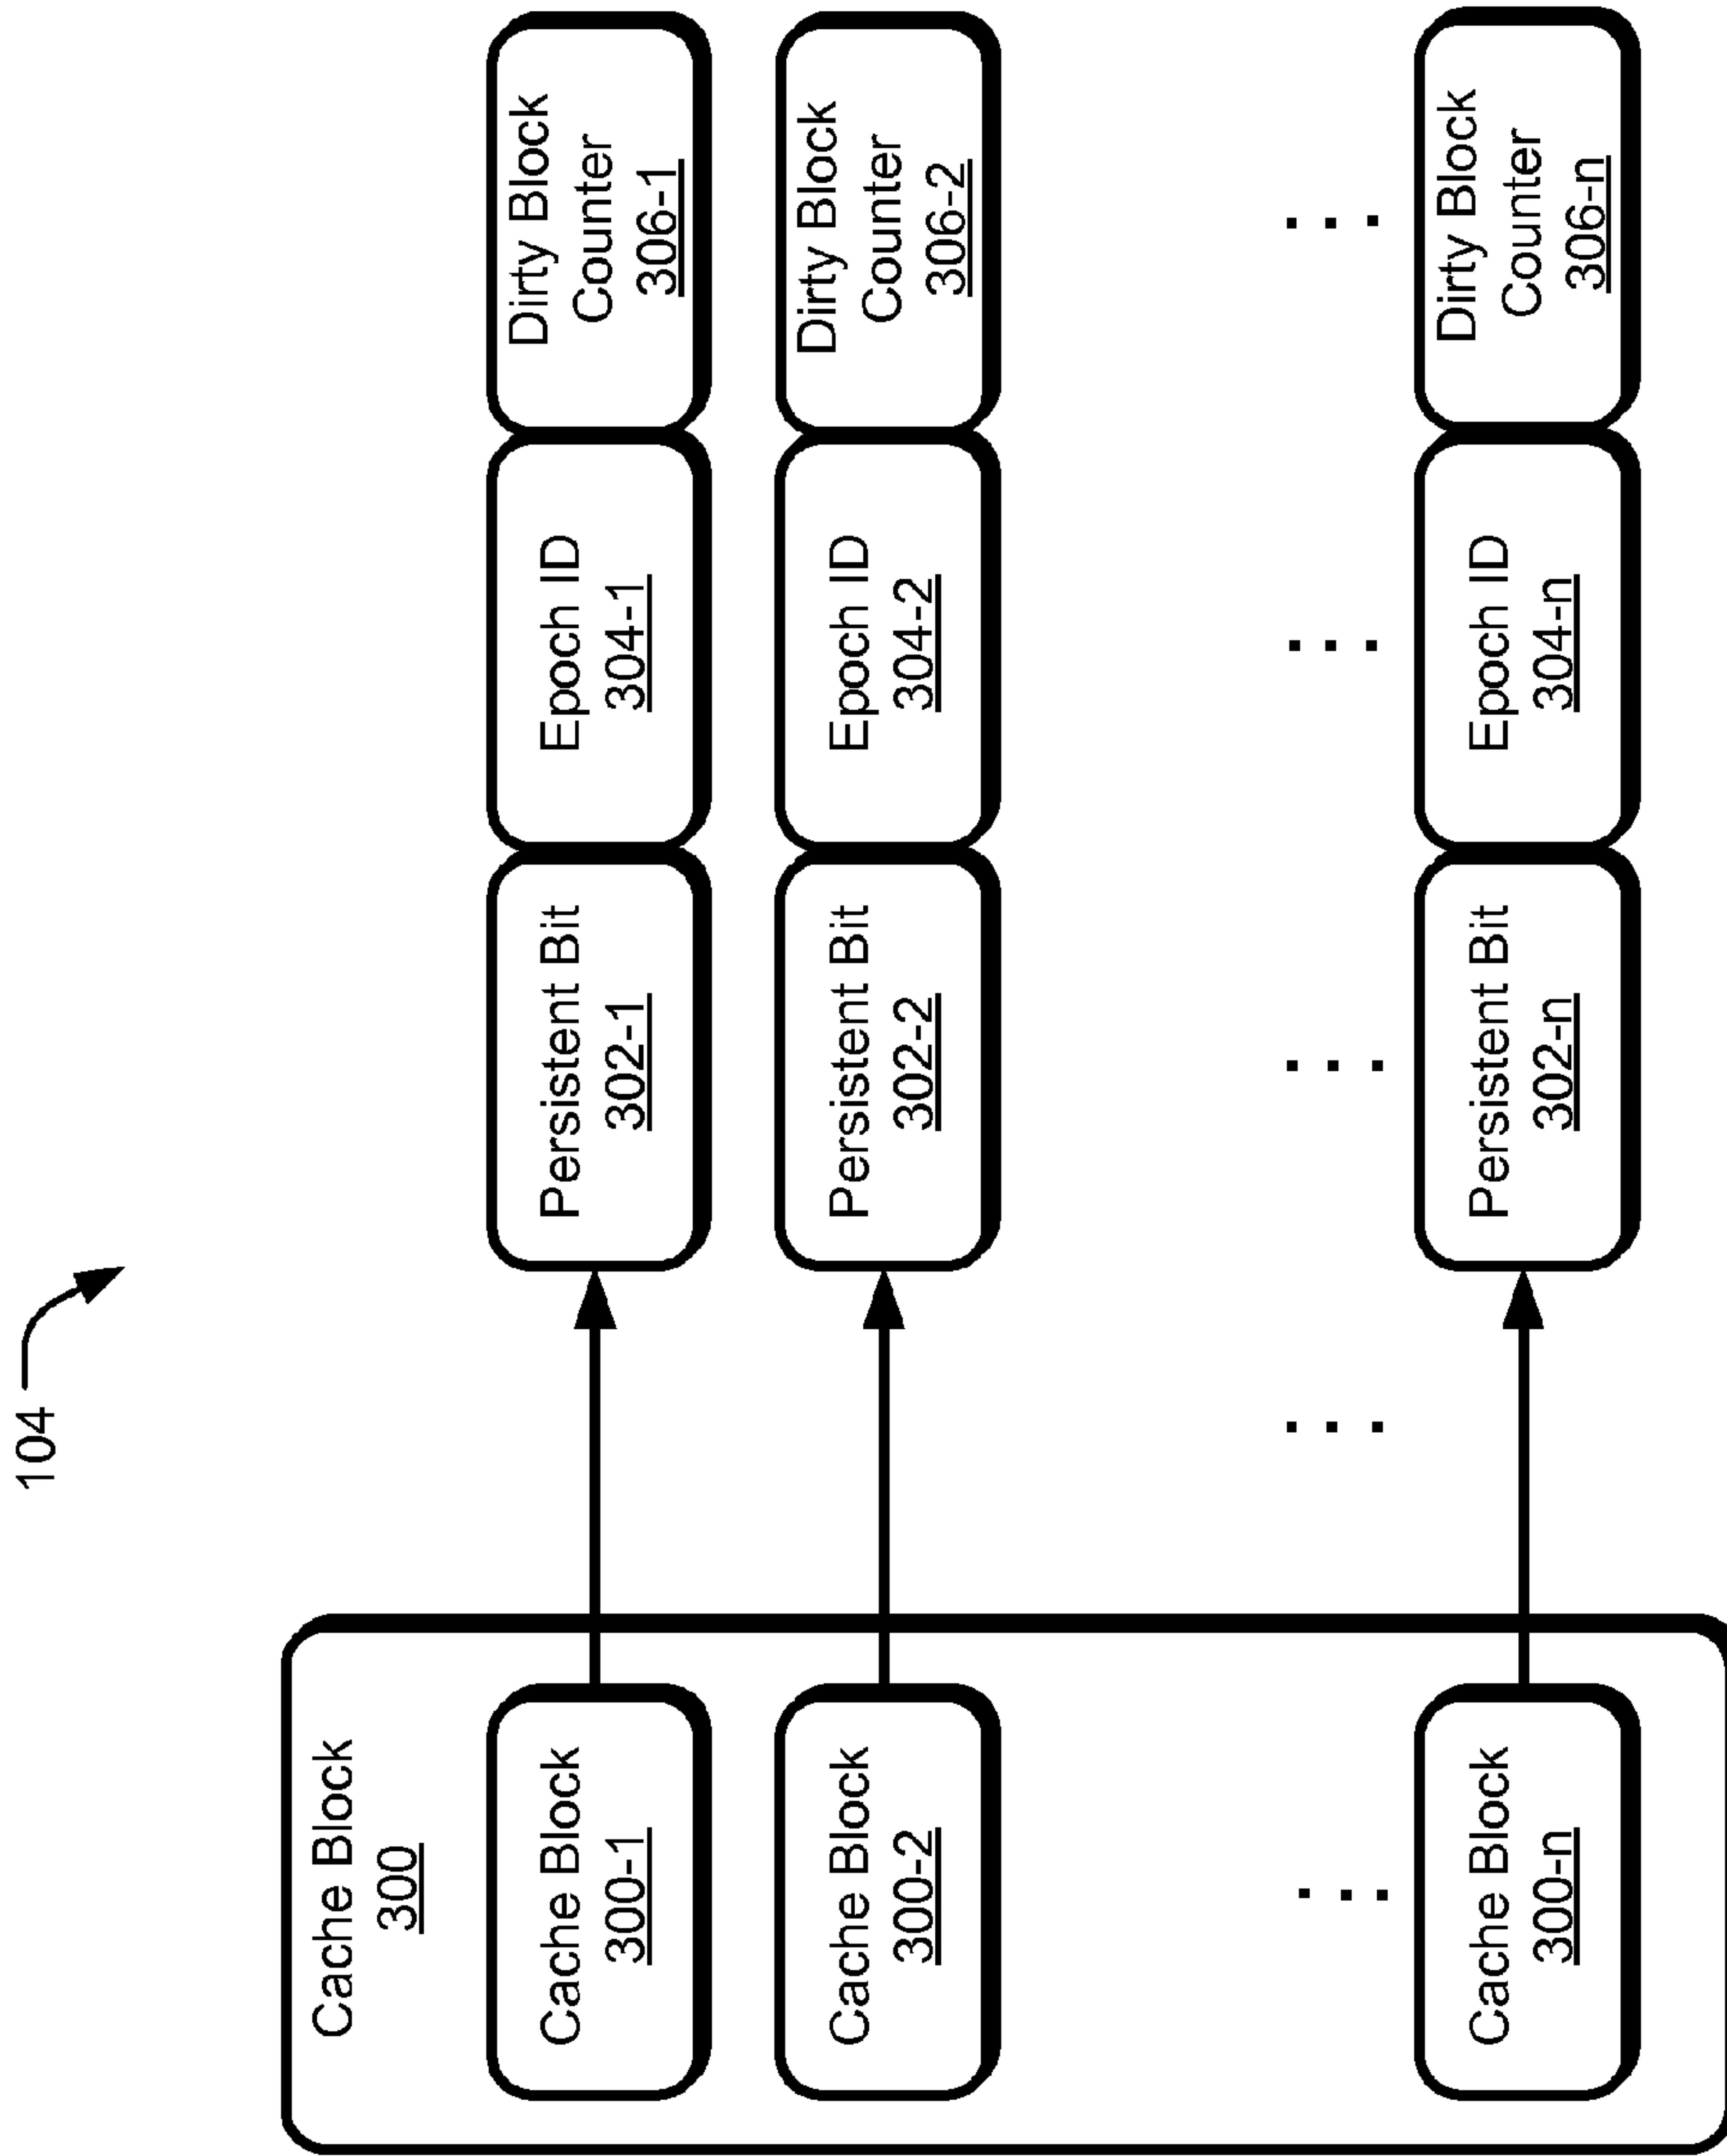 104
Cache Block
300
Cache Block
300-1
Persistent Bit
302-1
Epoch ID
304-1
Dirty Block
Counter
306-1
Cache Block
300-2
Persistent Bit
302-2
Epoch ID
304-2
Dirty Block
Counter
306-2
Cache Block
300-n
Persistent Bit
302-n
Epoch ID
304-n
Dirty Block
Counter
306-n